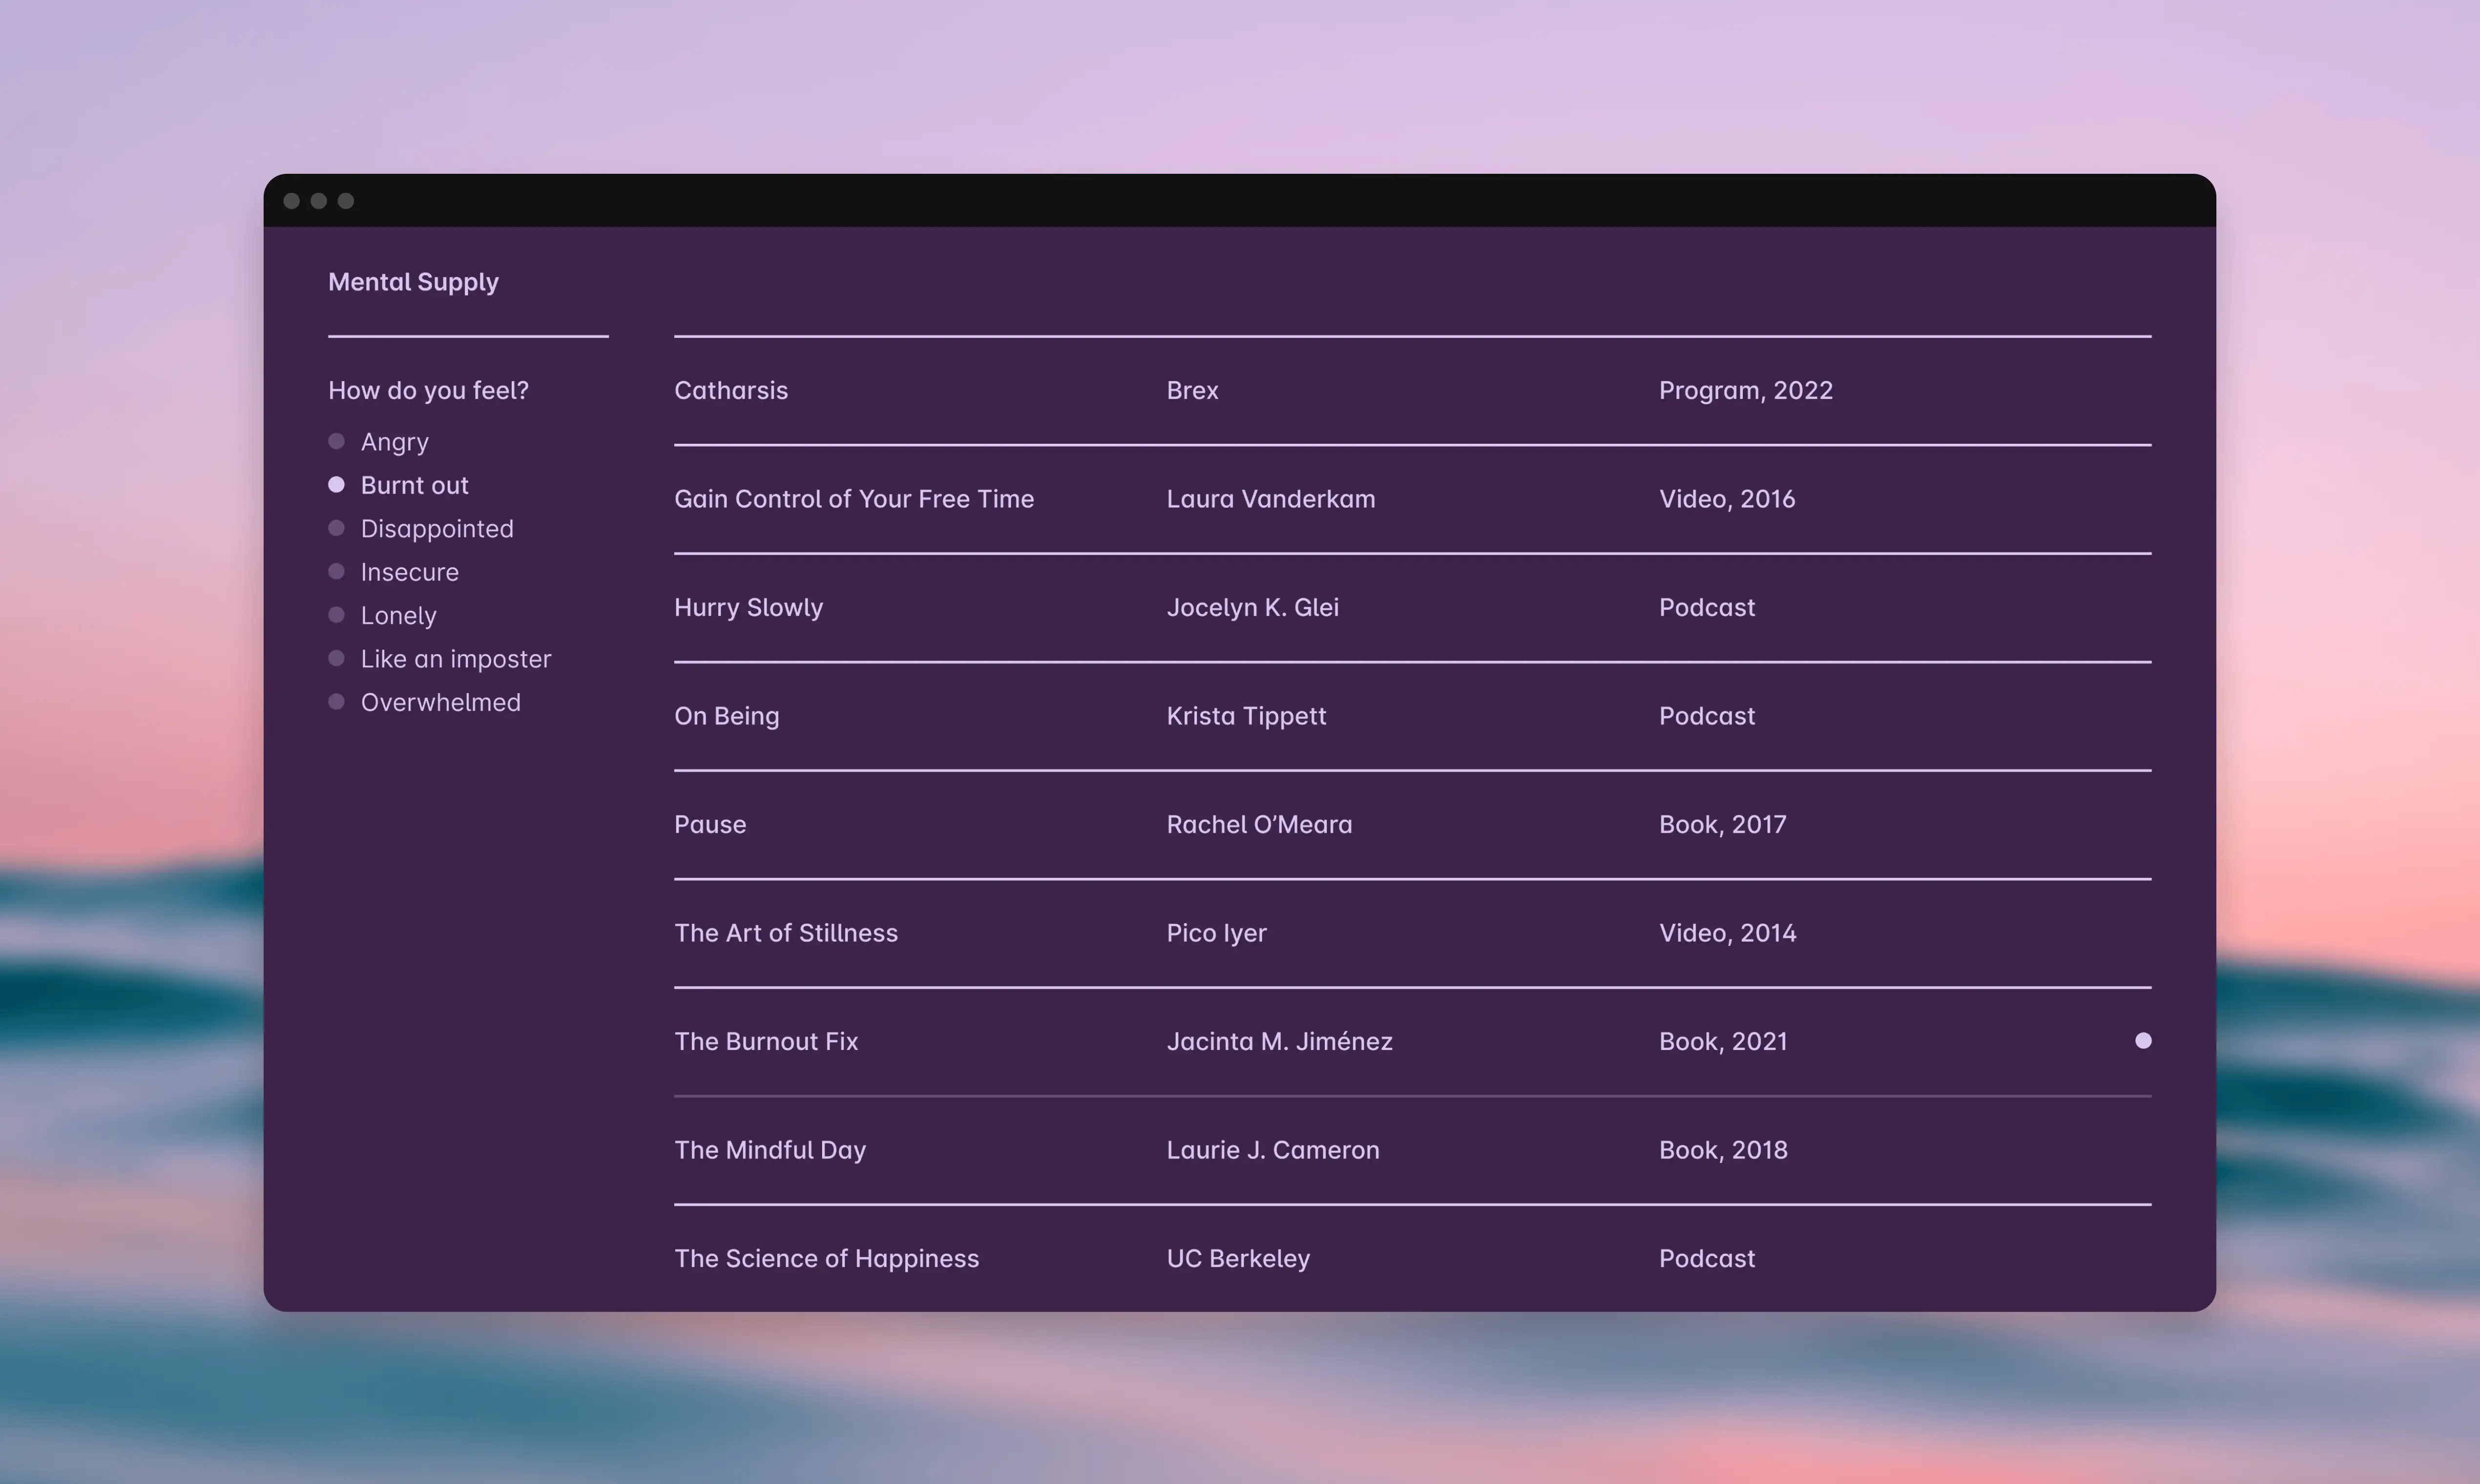 Mental Supply
How do you feel?
Angry
Burnt out
Disappointed
Insecure
Lonely
Like an imposter
Overwhelmed
Catharsis Brex Program, 2022
Gain Control of Your Free Time Laura Vanderkam Video, 2016
Hurry Slowly Jocelyn K. Glei Podcast
On Being Krista Tippett Podcast
Pause Rachel O’Meara Book, 2017
The Art of Stillness Pico Iyer Video, 2014
The Burnout Fix Jacinta M. Jiménez Book, 2021
The Mindful Day Laurie J. Cameron Book, 2018
The Science of Happiness UC Berkeley Podcast